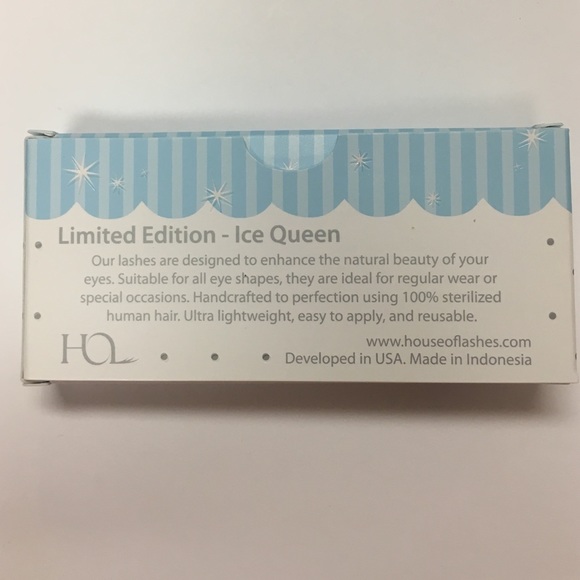 Limited Edition - Ice Queen
Our lashes are designed to enhance the natural beauty of your
eyes. Suitable for all eye shapes, they are ideal for regular wear or
special occasions. Handcrafted to perfection using 100% sterilized
human hair. Ultra lightweight, easy to apply, and reusable.
HOL
www.houseoflashes.com
Developed in USA. Made in Indonesia